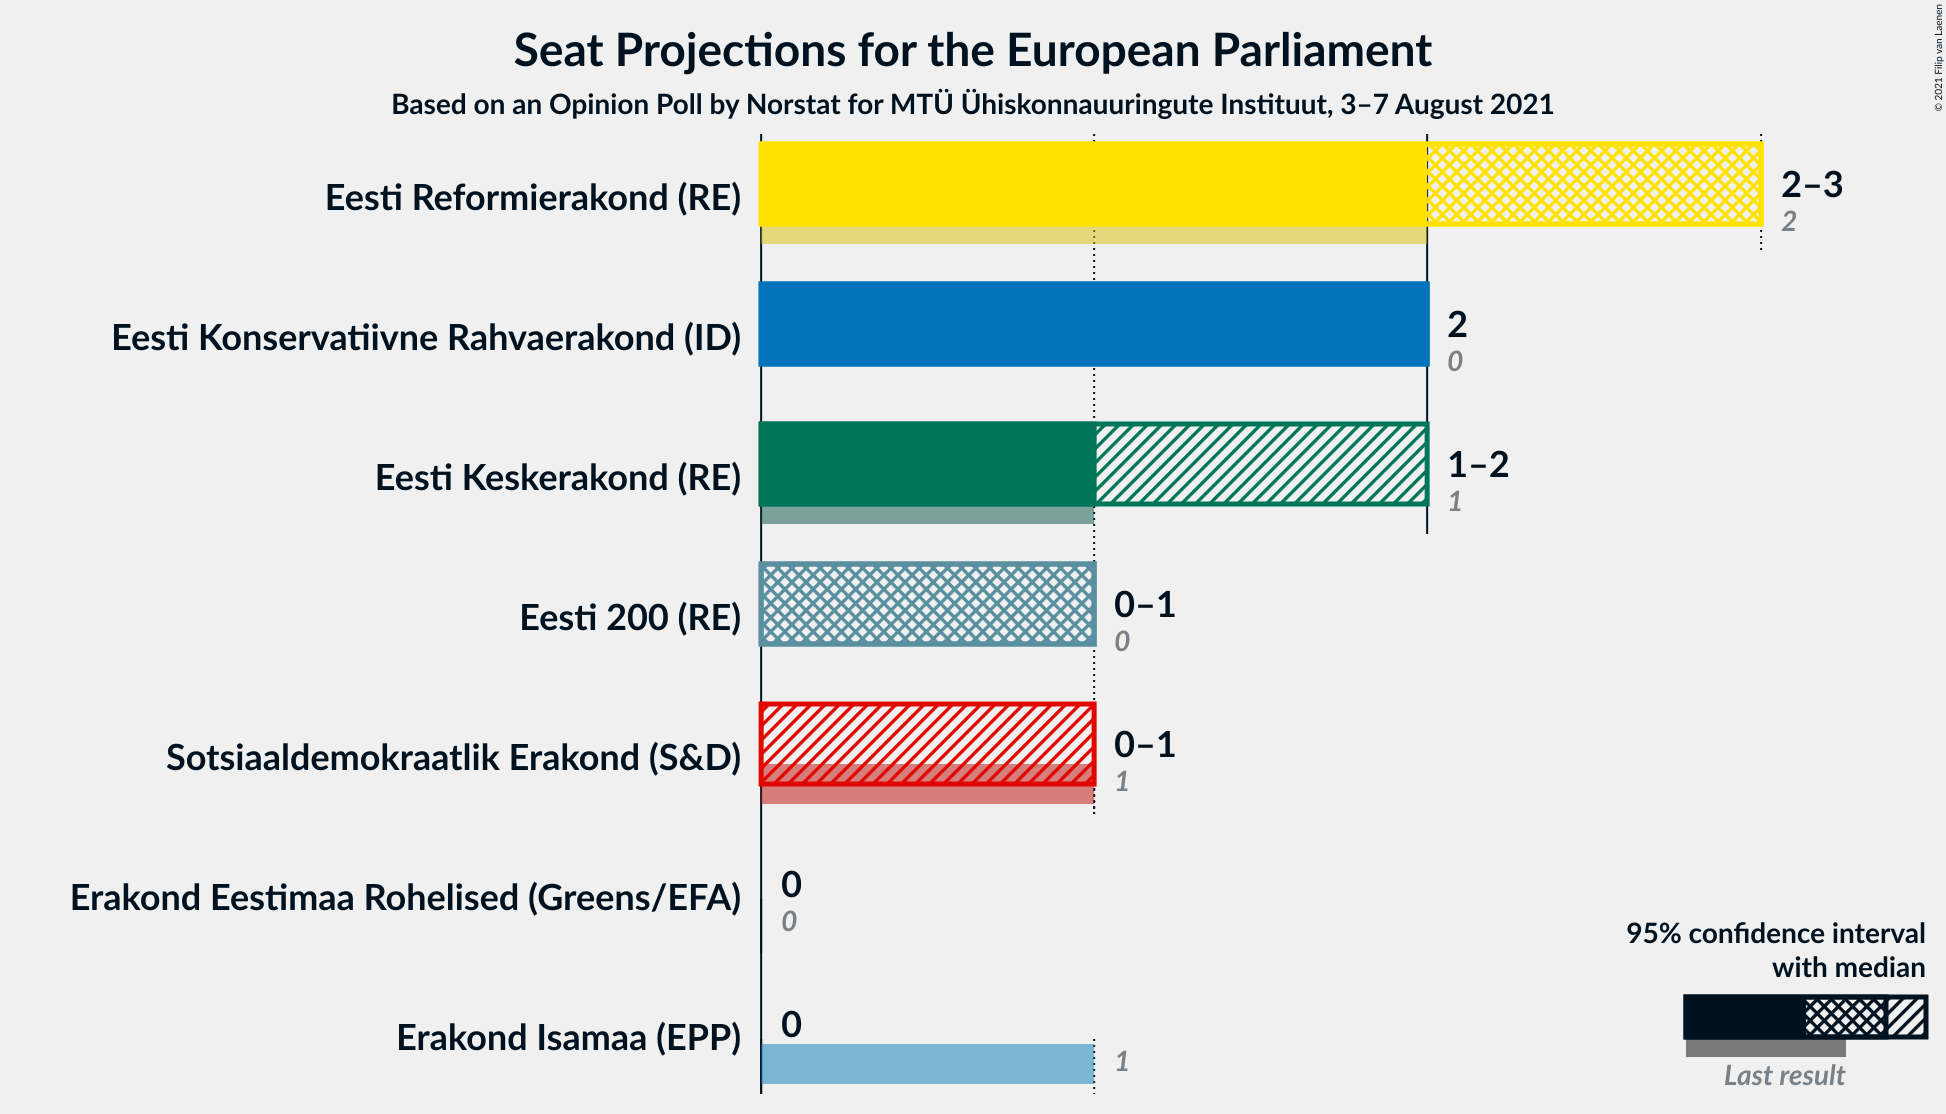 Seat Projections for the European Parliament
Based on an Opinion Poll by Norstat for MTÜ Ühiskonnauuringute Instituut, 3–7 August 2021
© 2021 Filip van Laenen
Eesti Reformierakond (RE)
2–3
2
Eesti Konservatiivne Rahvaerakond (ID)
2
0
Eesti Keskerakond (RE)
1–2
1
Eesti 200 (RE)
0–1
0
Sotsiaaldemokraatlik Erakond (S&D)
0–1
1
Erakond Eestimaa Rohelised (Greens/EFA)
0
0
Erakond Isamaa (EPP)
0
1
95% confidence interval
with median
Last result